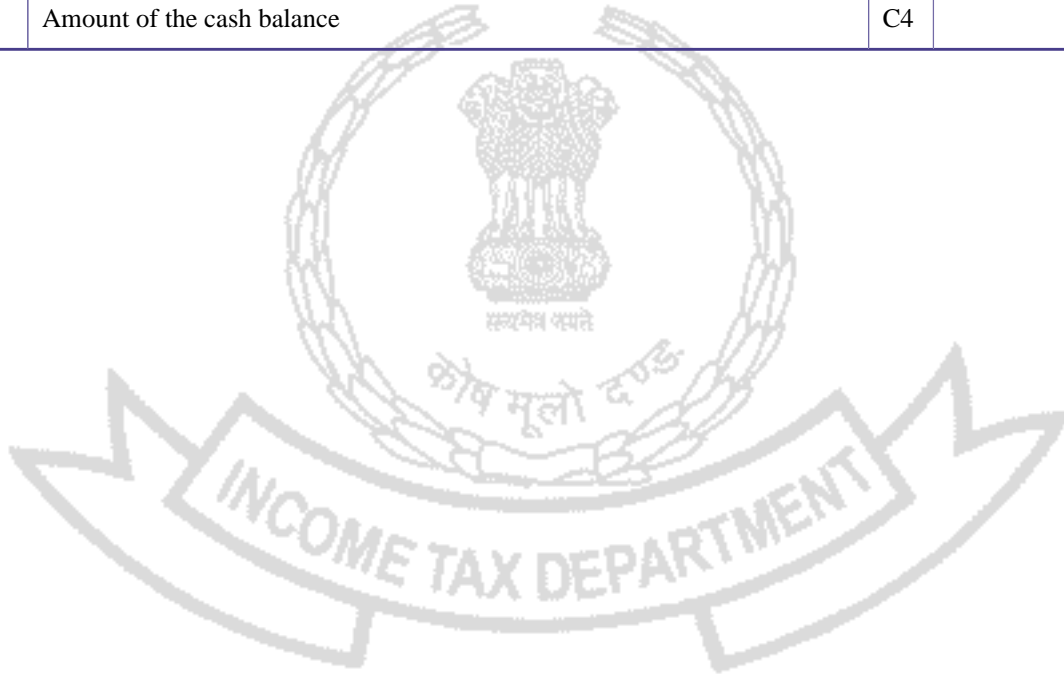 Amount of the cash balance C4
सत्यमेव जयते
कोष मूलो दण्ड:
INCOME TAX DEPARTMENT